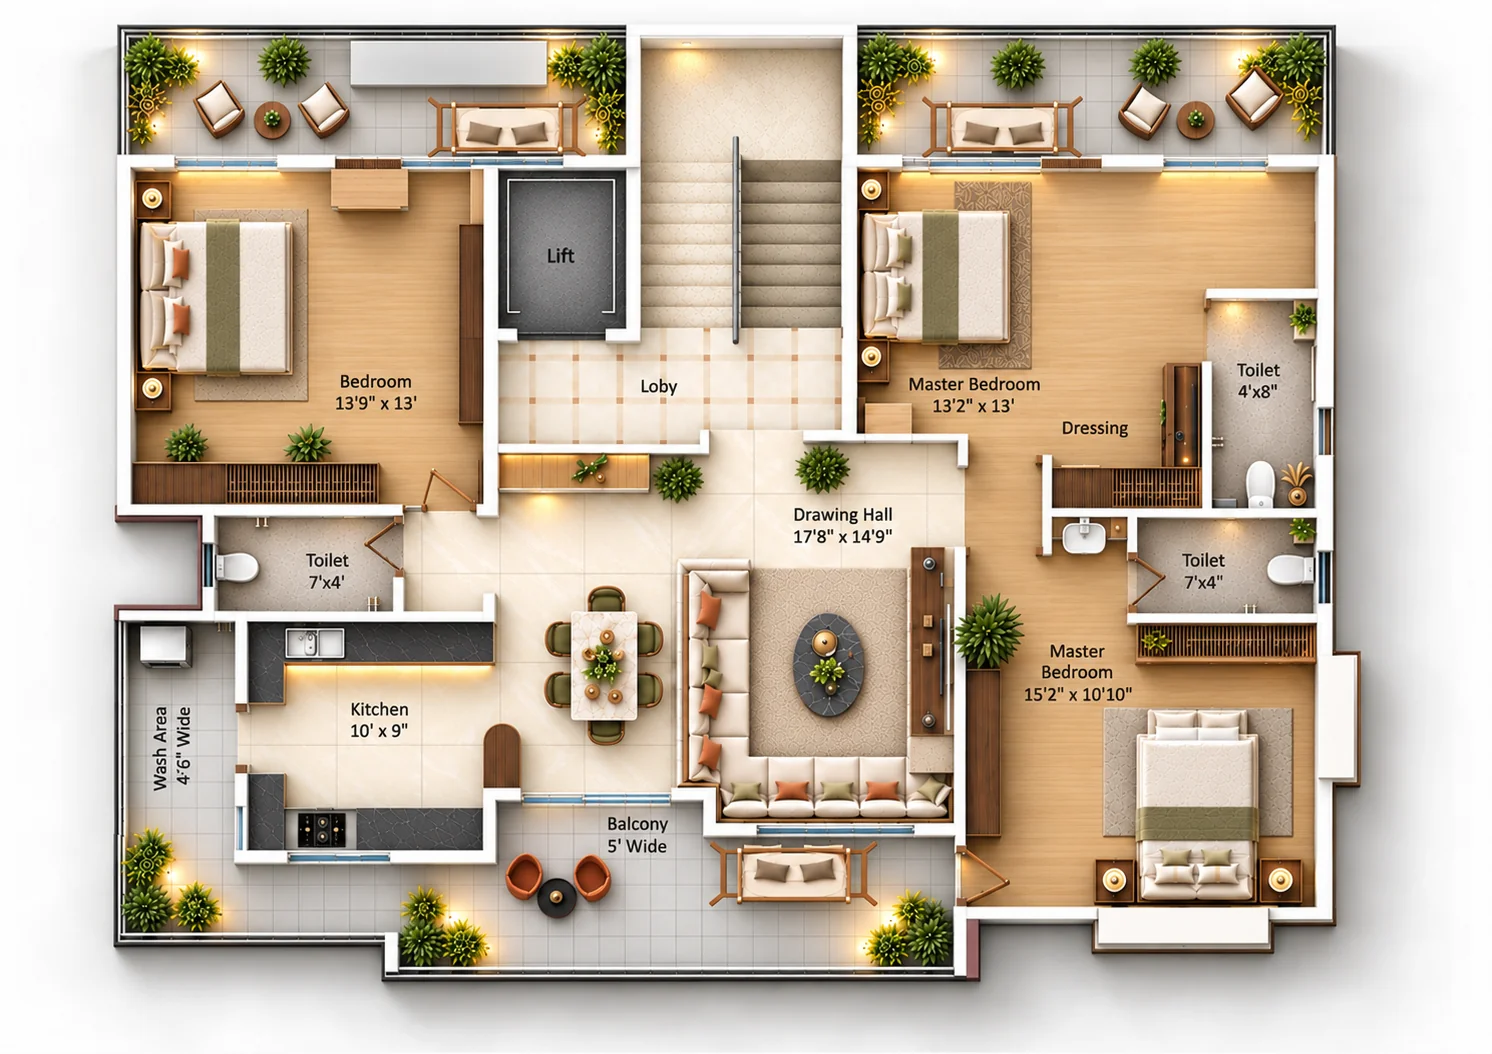 Lift
Bedroom
13'9" x 13'
Loby
Master Bedroom
13'2" x 13'
Dressing
Toilet
4'x8"
Drawing Hall
17'8" x 14'9"
Toilet
7'x4'
Toilet
7'x4"
Master
Bedroom
15'2" x 10'10"
Kitchen
10' x 9"
Wash Area
4'6" Wide
Balcony
5' Wide